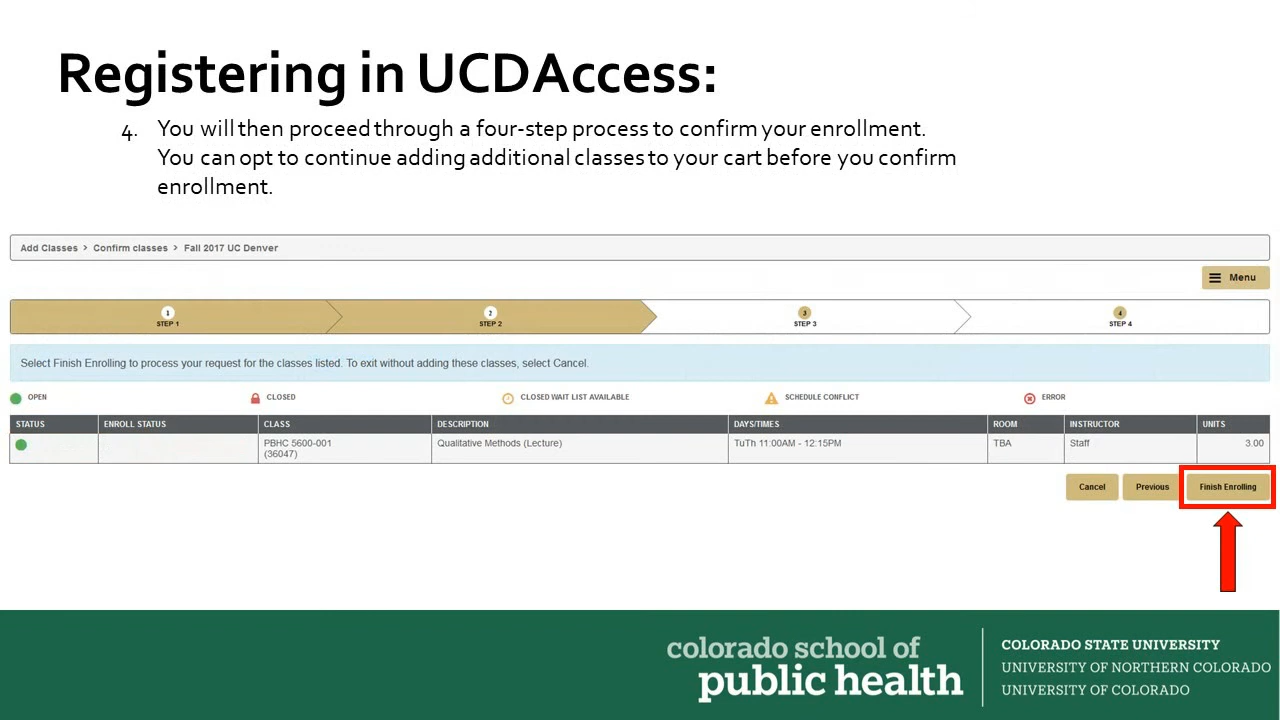 Registering in UCDAccess:
4. You will then proceed through a four-step process to confirm your enrollment.
You can opt to continue adding additional classes to your cart before you confirm
enrollment.
Add Classes > Confirm classes > Fall 2017 UC Denver
Menu
1 2 3 4
STEP 1 STEP 2 STEP 3 STEP 4
Select Finish Enrolling to process your request for the classes listed. To exit without adding these classes, select Cancel.
OPEN CLOSED CLOSED WAIT LIST AVAILABLE SCHEDULE CONFLICT ERROR
STATUS ENROLL STATUS CLASS DESCRIPTION DAYS/TIMES ROOM INSTRUCTOR UNITS
PBHC 5600-001 Qualitative Methods (Lecture) TuTh 11:00AM - 12:15PM TBA Staff 3.00
(36047)
Cancel Previous Finish Enrolling
colorado school of
public health
COLORADO STATE UNIVERSITY
UNIVERSITY OF NORTHERN COLORADO
UNIVERSITY OF COLORADO